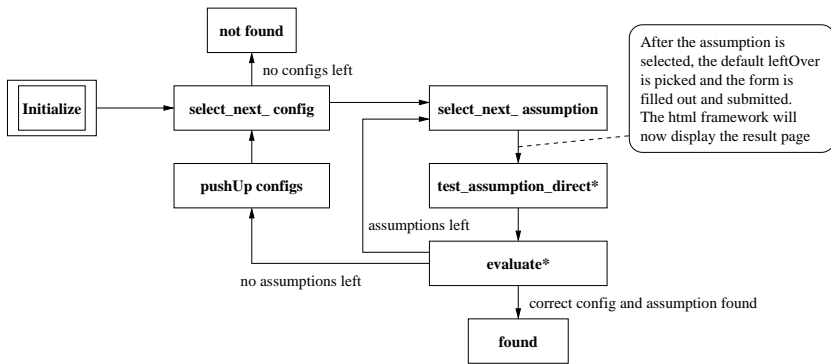 not found
no configs left
After the assumption is
selected, the default leftOver
is picked and the form is
filled out and submitted.
The html framework will
now display the result page
Initialize
select_next_ config
select_next_ assumption
pushUp configs
test_assumption_direct*
assumptions left
evaluate*
no assumptions left
correct config and assumption found
found